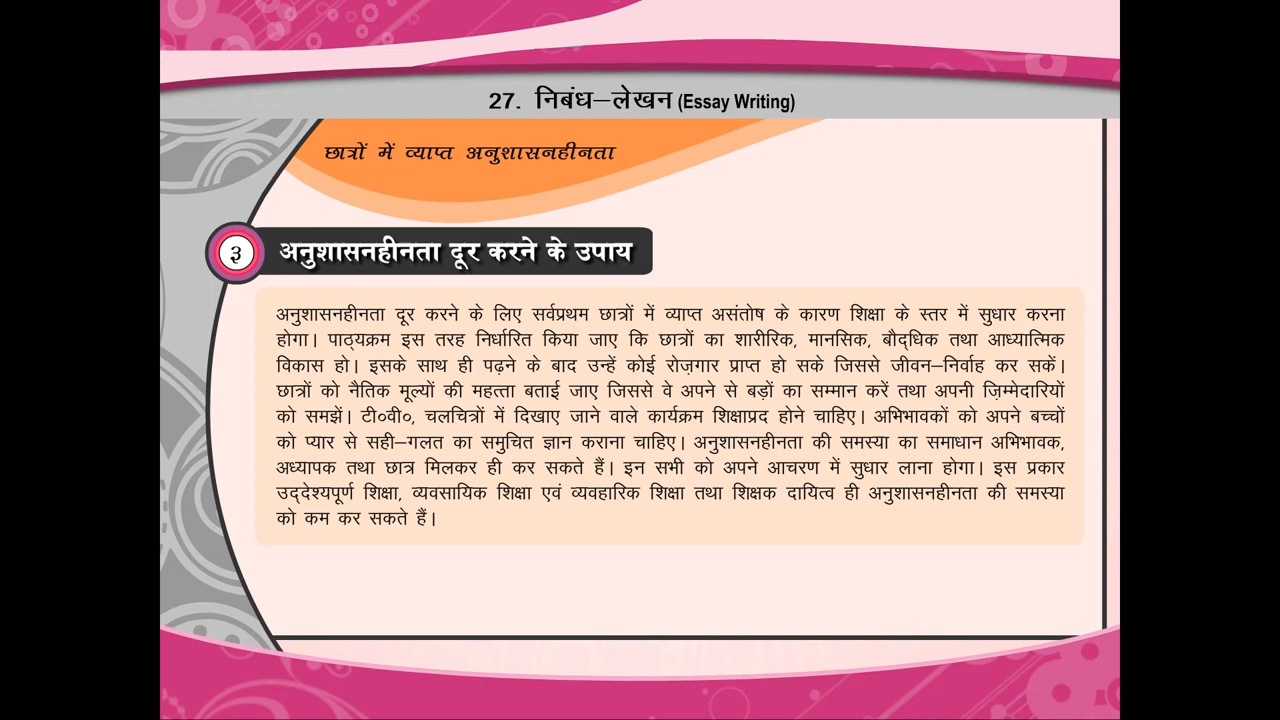 27. निबंध–लेखन (Essay Writing)
छात्रों में व्याप्त अनुशासनहीनता
३
अनुशासनहीनता दूर करने के उपाय
अनुशासनहीनता दूर करने के लिए सर्वप्रथम छात्रों में व्याप्त असंतोष के कारण शिक्षा के स्तर में सुधार करना
होगा। पाठ्यक्रम इस तरह निर्धारित किया जाए कि छात्रों का शारीरिक, मानसिक, बौद्धिक तथा आध्यात्मिक
विकास हो। इसके साथ ही पढ़ने के बाद उन्हें कोई रोज़गार प्राप्त हो सके जिससे जीवन–निर्वाह कर सकें।
छात्रों को नैतिक मूल्यों की महत्ता बताई जाए जिससे वे अपने से बड़ों का सम्मान करें तथा अपनी ज़िम्मेदारियों
को समझें। टी०वी०, चलचित्रों में दिखाए जाने वाले कार्यक्रम शिक्षाप्रद होने चाहिए। अभिभावकों को अपने बच्चों
को प्यार से सही–गलत का समुचित ज्ञान कराना चाहिए। अनुशासनहीनता की समस्या का समाधान अभिभावक,
अध्यापक तथा छात्र मिलकर ही कर सकते हैं। इन सभी को अपने आचरण में सुधार लाना होगा। इस प्रकार
उद्देश्यपूर्ण शिक्षा, व्यवसायिक शिक्षा एवं व्यवहारिक शिक्षा तथा शिक्षक दायित्व ही अनुशासनहीनता की समस्या
को कम कर सकते हैं।